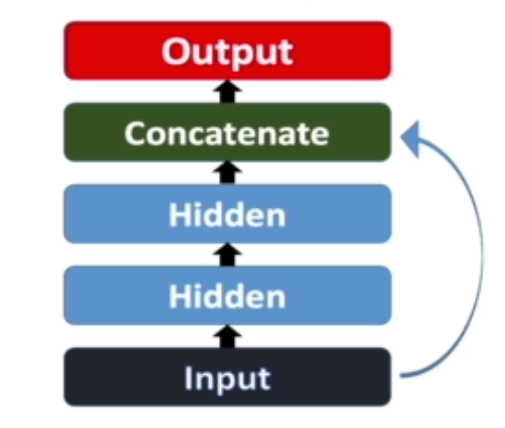 Output
Concatenate
Hidden
Hidden
Input